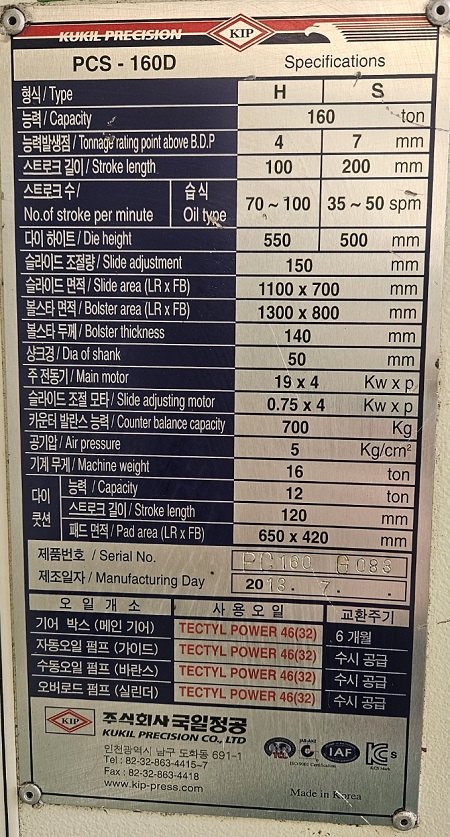 KUKIL PRECISION KIP
PCS - 160D Specifications
형식 / Type H S
능력 / Capacity 160 ton
능력발생점 / Tonnage rating point above B.D.P 4 7 mm
스트로크 길이 / Stroke length 100 200 mm
스트로크 수 / No.of stroke per minute 습식 Oil type 70 ~ 100 35 ~ 50 spm
다이 하이트 / Die height 550 500 mm
슬라이드 조절량 / Slide adjustment 150 mm
슬라이드 면적 / Slide area (LR x FB) 1100 x 700 mm
볼스타 면적 / Bolster area (LR x FB) 1300 x 800 mm
볼스타 두께 / Bolster thickness 140 mm
상크경 / Dia of shank 50 mm
주 전동기 / Main motor 19 x 4 Kw x p
슬라이드 조절 모타 / Slide adjusting motor 0.75 x 4 Kw x p
카운터 발란스 능력 / Counter balance capacity 700 Kg
공기압 / Air pressure 5 Kg/cm²
기계 무게 / Machine weight 16 ton
다이 쿳션 능력 / Capacity 12 ton
스트로크 길이 / Stroke length 120 mm
패드 면적 / Pad area (LR x FB) 650 x 420 mm
제품번호 / Serial No. PC160 G088
제조일자 / Manufacturing Day 2013. 7. .
오 일 개 소 사 용 오 일 교환주기
기어 박스 (메인 기어) TECTYL POWER 46(32) 6 개월
자동오일 펌프 (가이드) TECTYL POWER 46(32) 수시 공급
수동오일 펌프 (바란스) TECTYL POWER 46(32) 수시 공급
오버로드 펌프 (실린더) TECTYL POWER 46(32) 수시 공급
KIP 주식회사 국일정공
KUKIL PRECISION CO., LTD
인천광역시 남구 도화동 691-1
Tel : 82-32-863-4415~7
Fax : 82-32-863-4418
www.kip-press.com
IAF
S
Made in Korea